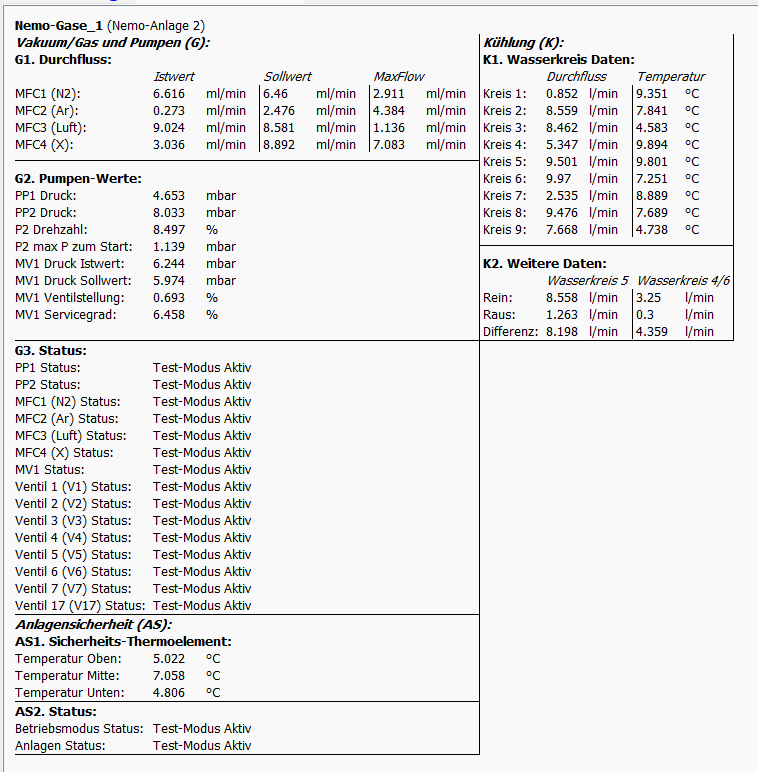 Nemo-Gase_1 (Nemo-Anlage 2)
Vakuum/Gas und Pumpen (G):
G1. Durchfluss:
Istwert Sollwert MaxFlow
MFC1 (N2): 6.616 ml/min 6.46 ml/min 2.911 ml/min
MFC2 (Ar): 0.273 ml/min 2.476 ml/min 4.384 ml/min
MFC3 (Luft): 9.024 ml/min 8.581 ml/min 1.136 ml/min
MFC4 (X): 3.036 ml/min 8.892 ml/min 7.083 ml/min
G2. Pumpen-Werte:
PP1 Druck: 4.653 mbar
PP2 Druck: 8.033 mbar
P2 Drehzahl: 8.497 %
P2 max P zum Start: 1.139 mbar
MV1 Druck Istwert: 6.244 mbar
MV1 Druck Sollwert: 5.974 mbar
MV1 Ventilstellung: 0.693 %
MV1 Servicegrad: 6.458 %
G3. Status:
PP1 Status: Test-Modus Aktiv
PP2 Status: Test-Modus Aktiv
MFC1 (N2) Status: Test-Modus Aktiv
MFC2 (Ar) Status: Test-Modus Aktiv
MFC3 (Luft) Status: Test-Modus Aktiv
MFC4 (X) Status: Test-Modus Aktiv
MV1 Status: Test-Modus Aktiv
Ventil 1 (V1) Status: Test-Modus Aktiv
Ventil 2 (V2) Status: Test-Modus Aktiv
Ventil 3 (V3) Status: Test-Modus Aktiv
Ventil 4 (V4) Status: Test-Modus Aktiv
Ventil 5 (V5) Status: Test-Modus Aktiv
Ventil 6 (V6) Status: Test-Modus Aktiv
Ventil 7 (V7) Status: Test-Modus Aktiv
Ventil 17 (V17) Status: Test-Modus Aktiv
Anlagensicherheit (AS):
AS1. Sicherheits-Thermoelement:
Temperatur Oben: 5.022 °C
Temperatur Mitte: 7.058 °C
Temperatur Unten: 4.806 °C
AS2. Status:
Betriebsmodus Status: Test-Modus Aktiv
Anlagen Status: Test-Modus Aktiv
Kühlung (K):
K1. Wasserkreis Daten:
Durchfluss Temperatur
Kreis 1: 0.852 l/min 9.351 °C
Kreis 2: 8.559 l/min 7.841 °C
Kreis 3: 8.462 l/min 4.583 °C
Kreis 4: 5.347 l/min 9.894 °C
Kreis 5: 9.501 l/min 9.801 °C
Kreis 6: 9.97 l/min 7.251 °C
Kreis 7: 2.535 l/min 8.889 °C
Kreis 8: 9.476 l/min 7.689 °C
Kreis 9: 7.668 l/min 4.738 °C
K2. Weitere Daten:
Wasserkreis 5 Wasserkreis 4/6
Rein: 8.558 l/min 3.25 l/min
Raus: 1.263 l/min 0.3 l/min
Differenz: 8.198 l/min 4.359 l/min